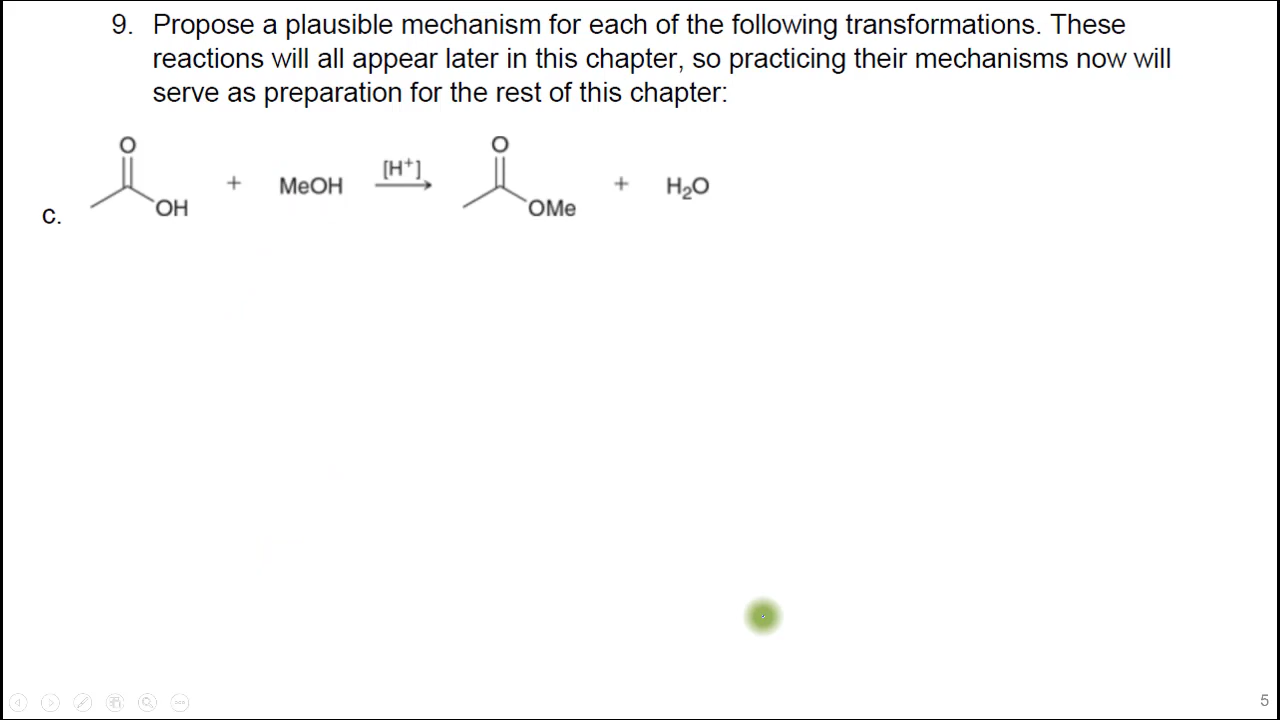 9. Propose a plausible mechanism for each of the following transformations. These
reactions will all appear later in this chapter, so practicing their mechanisms now will
serve as preparation for the rest of this chapter:
O
OH
+ MeOH [H⁺]
O
OMe
+ H₂O
c.
5